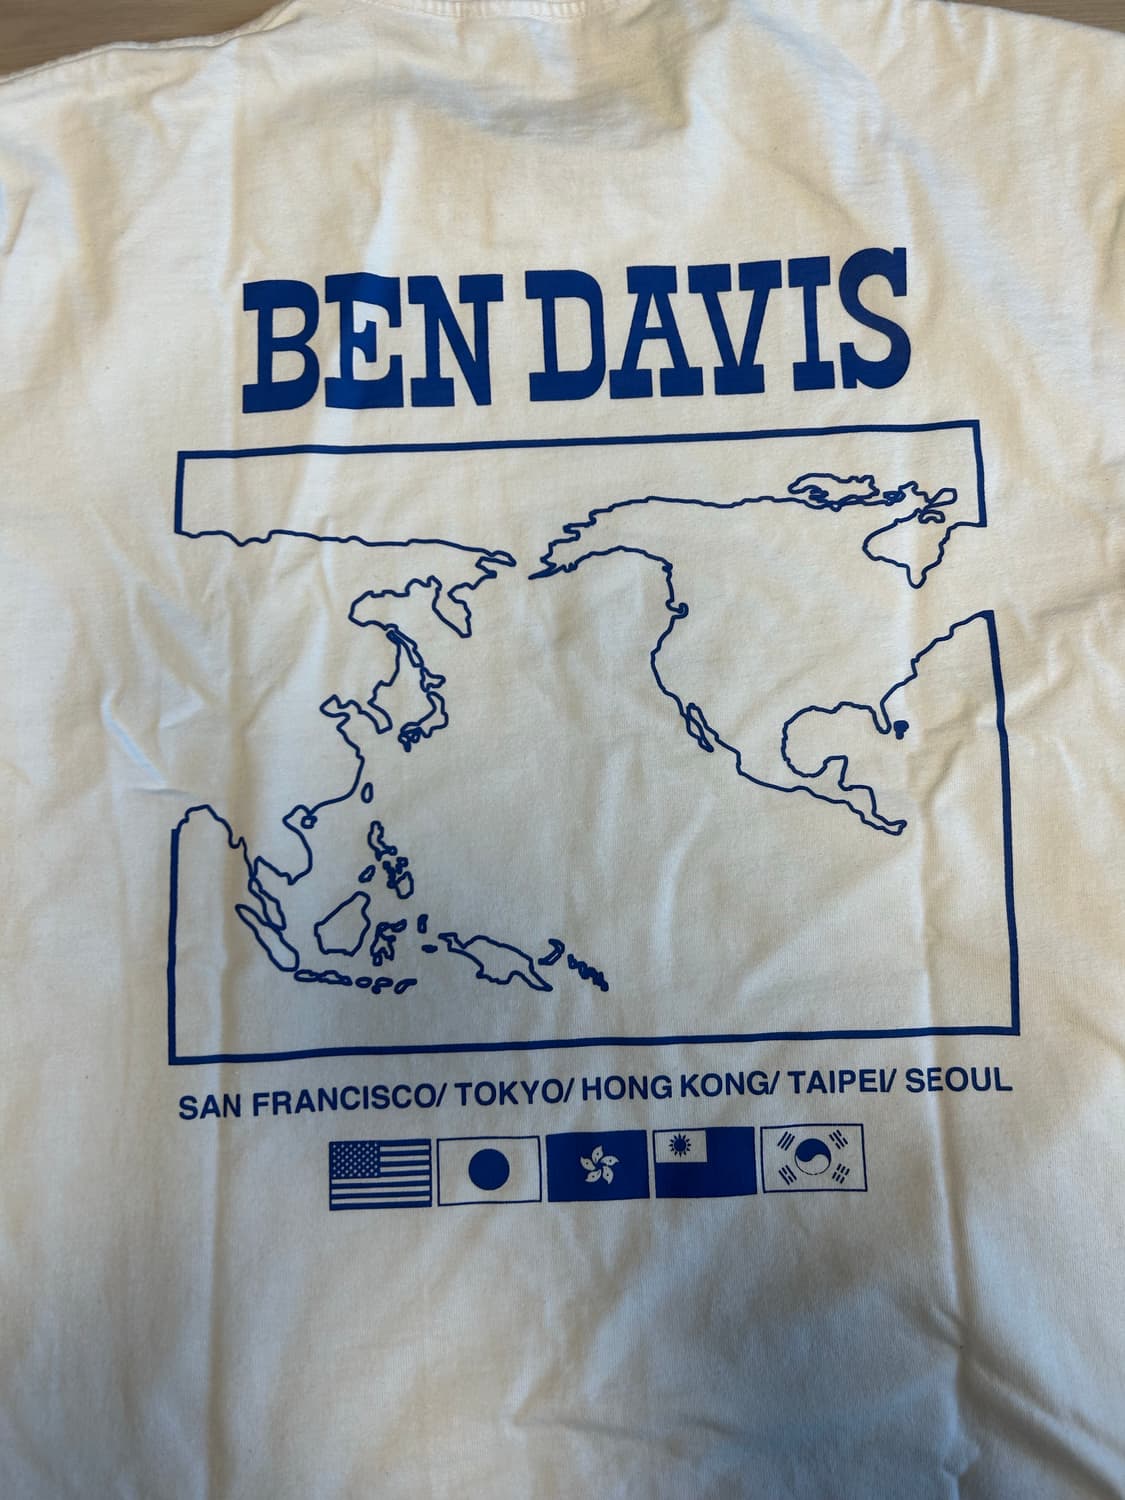 BEN DAVIS
SAN FRANCISCO/ TOKYO/ HONG KONG/ TAIPEI/ SEOUL